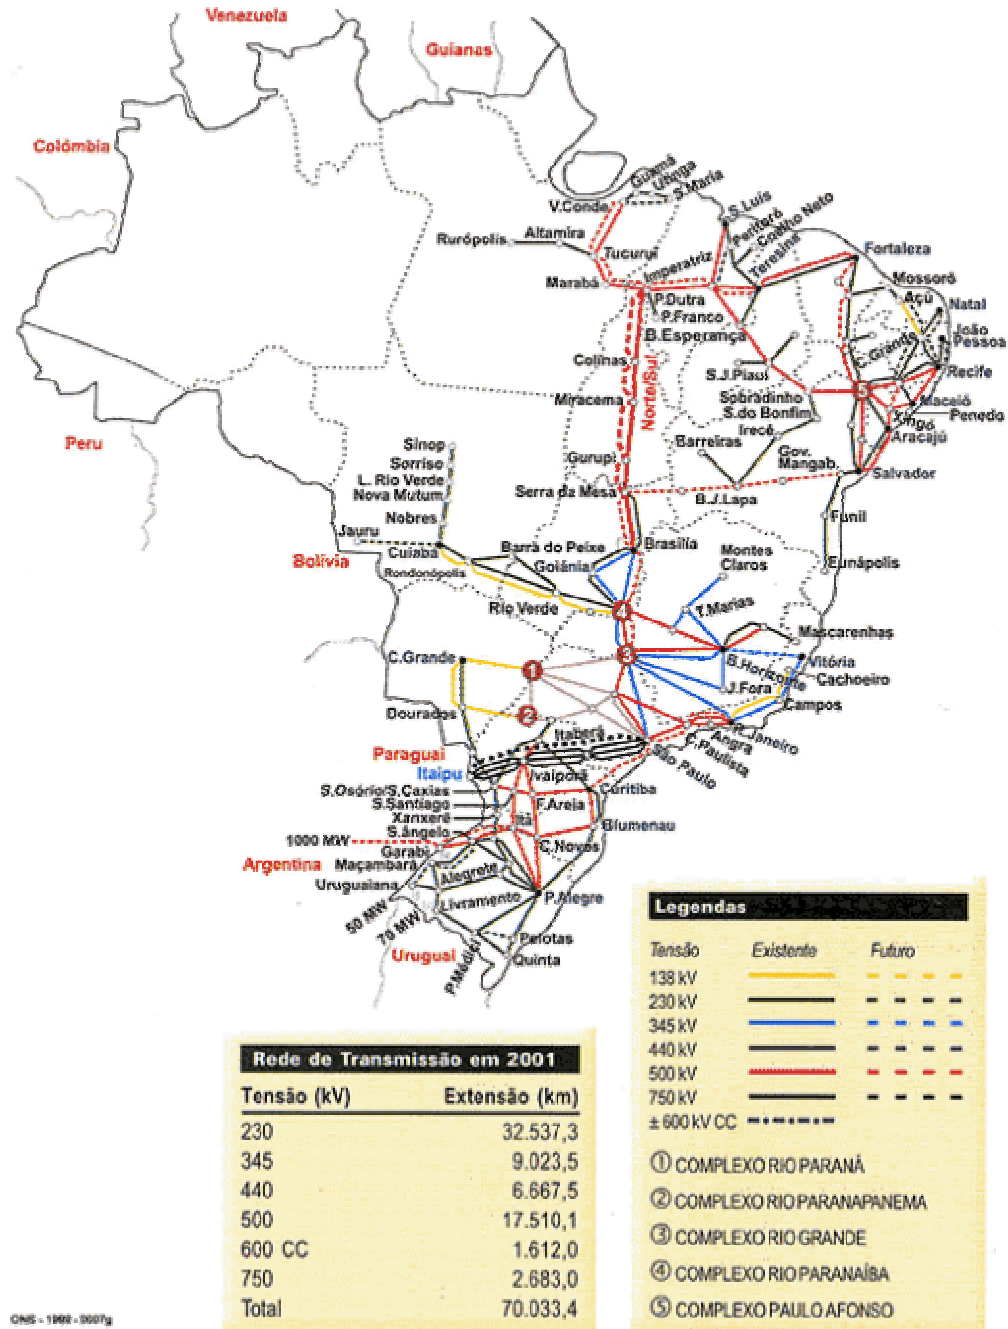 Venezuela
Guianas
Colômbia
Guamá
Utinga
S.Maria
V.Conde
S.Luís
Peritoró
Coelho Neto
Teresina
Rurópolis
Altamira
Tucuruí
Imperatriz
Fortaleza
Marabá
Mossoró
Açú
Natal
P.Dutra
P.Franco
B.Esperança
João
Pessoa
C.Grande
Colinas
Norte/Sul
S.J.Piauí
Recife
Miracema
Sobradinho
S.do Bonfim
Maceió
Penedo
Xingó
Peru
Irecê
Aracajú
Barreiras
Sinop
Sorriso
L. Rio Verde
Nova Mutum
Gurupi
Gov.
Mangab.
Salvador
Serra da Mesa
B.J.Lapa
Nobres
Funil
Jauru
Cuiabá
Bolívia
Barra do Peixe
Brasília
Montes
Claros
Goiânia
Eunápolis
Rondonópolis
Rio Verde
4
T.Marias
Mascarenhas
C.Grande
1
3
B.Horizonte
Vitória
Cachoeiro
J.Fora
Campos
Dourados
2
Itaberá
R.Janeiro
Angra
C.Paulista
São Paulo
Paraguai
Itaipu
Ivaiporã
S.Osório/S.Caxias
Curitiba
S.Santiago
F.Areia
Xanxerê
Itá
Blumenau
S.ângelo
1000 MW
C.Novos
Garabi
Argentina
Maçambará
Alegrete
Uruguaiana
Livramento
P.Alegre
50 MW
70 MW
Uruguai
Pelotas
P.Médici
Quinta
Legendas
Tensão Existente Futuro
138 kV
230 kV
345 kV
440 kV
500 kV
750 kV
± 600 kV CC
① COMPLEXO RIO PARANÁ
② COMPLEXO RIO PARANAPANEMA
③ COMPLEXO RIO GRANDE
④ COMPLEXO RIO PARANAÍBA
⑤ COMPLEXO PAULO AFONSO
Rede de Transmissão em 2001
Tensão (kV) Extensão (km)
230 32.537,3
345 9.023,5
440 6.667,5
500 17.510,1
600 CC 1.612,0
750 2.683,0
Total 70.033,4